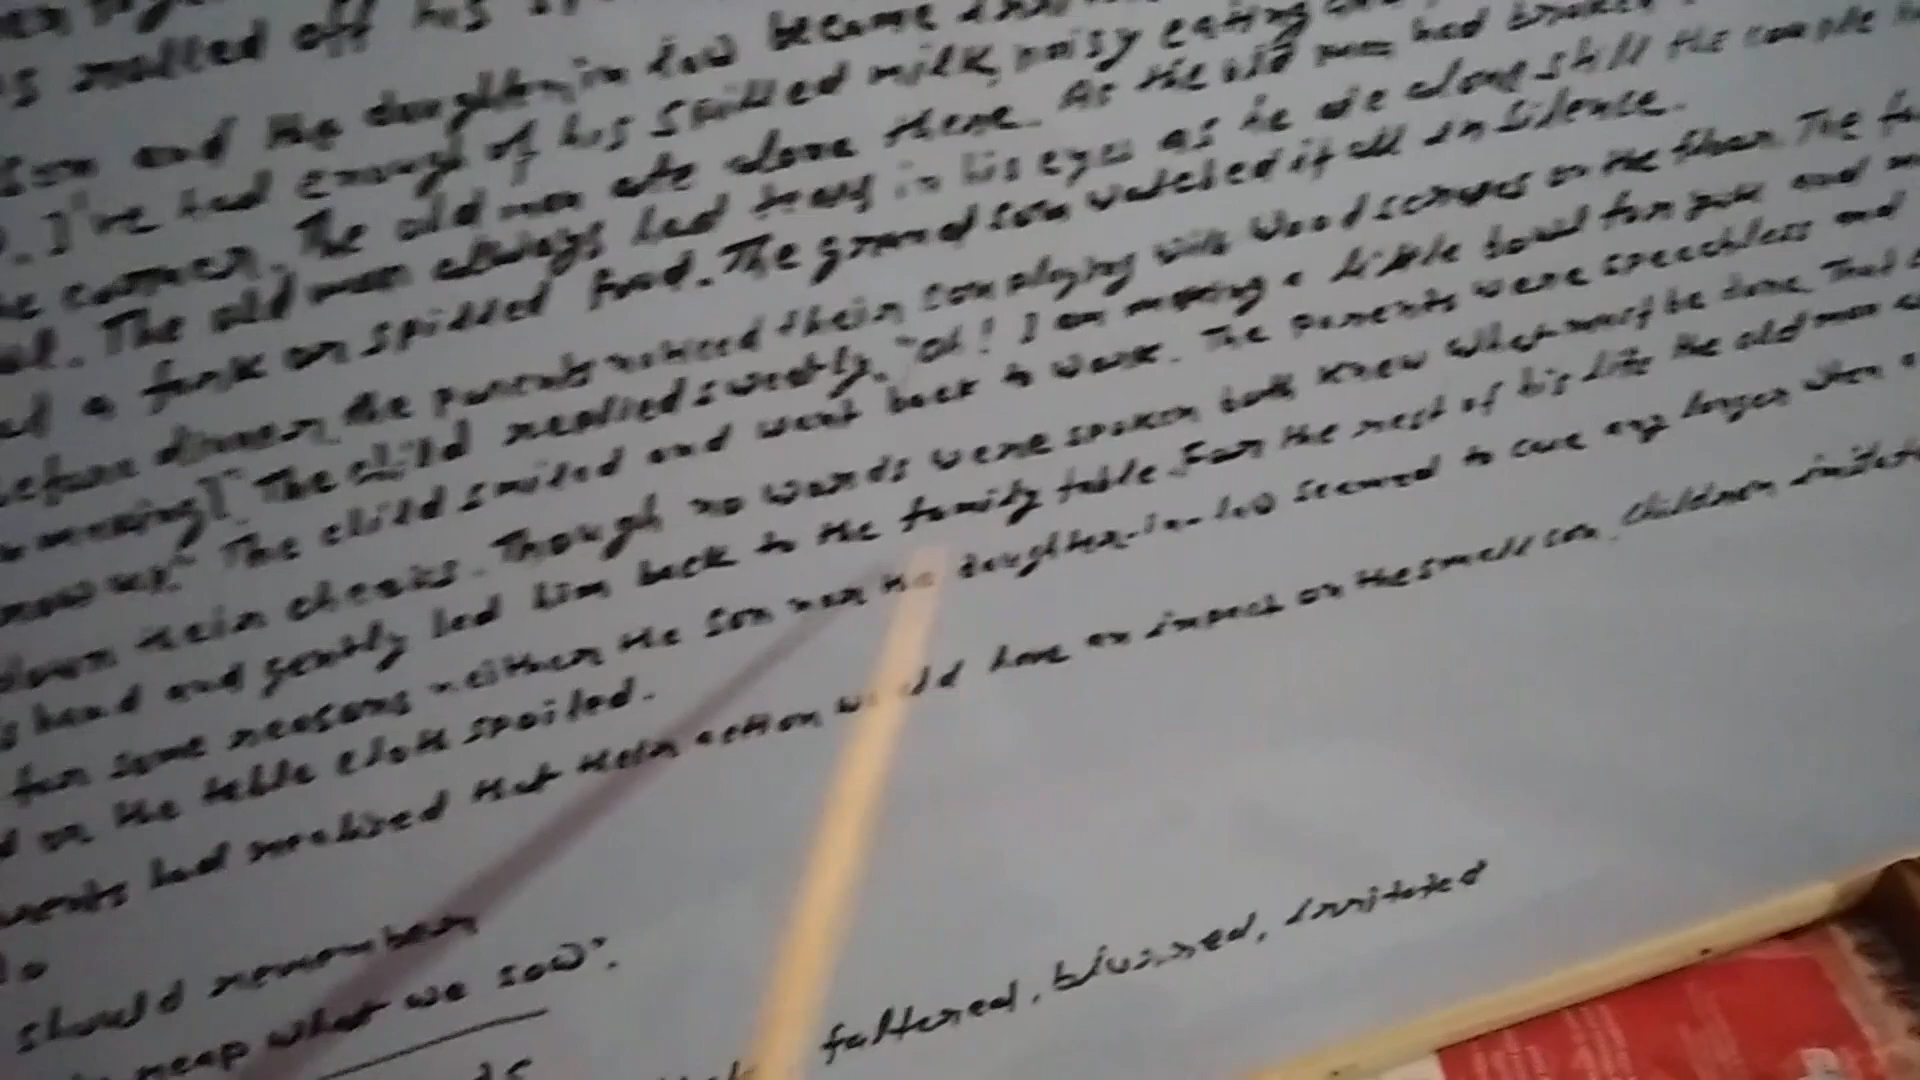 s rolled off his
son and the daughter in law became
. I've had enough of his spilled milk, noisy eating
the corner. The old man ate alone there. As the old man had broken
. The old man always had tears in his eyes as he ate alone still the couple
a fork or spilled food. The grand son watched it all in silence.
before dinner, the parents noticed their son playing with wood scraps on the floor. The
The child replied sweetly, "oh! I am making a little bowl for you and
grow up." The child smiled and went back to work. The parents were speechless and
down their cheeks. Though no words were spoken both knew what must be done. That
hand and gently led him back to the family table. For the rest of his life the old man
for some reasons neither the son nor the daughter-in-law seemed to care any longer when
on the table cloth spoiled.
parents had realised that their action would have an impact on the small son. Children imitate
should remember
reap what we sow".
faltered, blurred, irritated